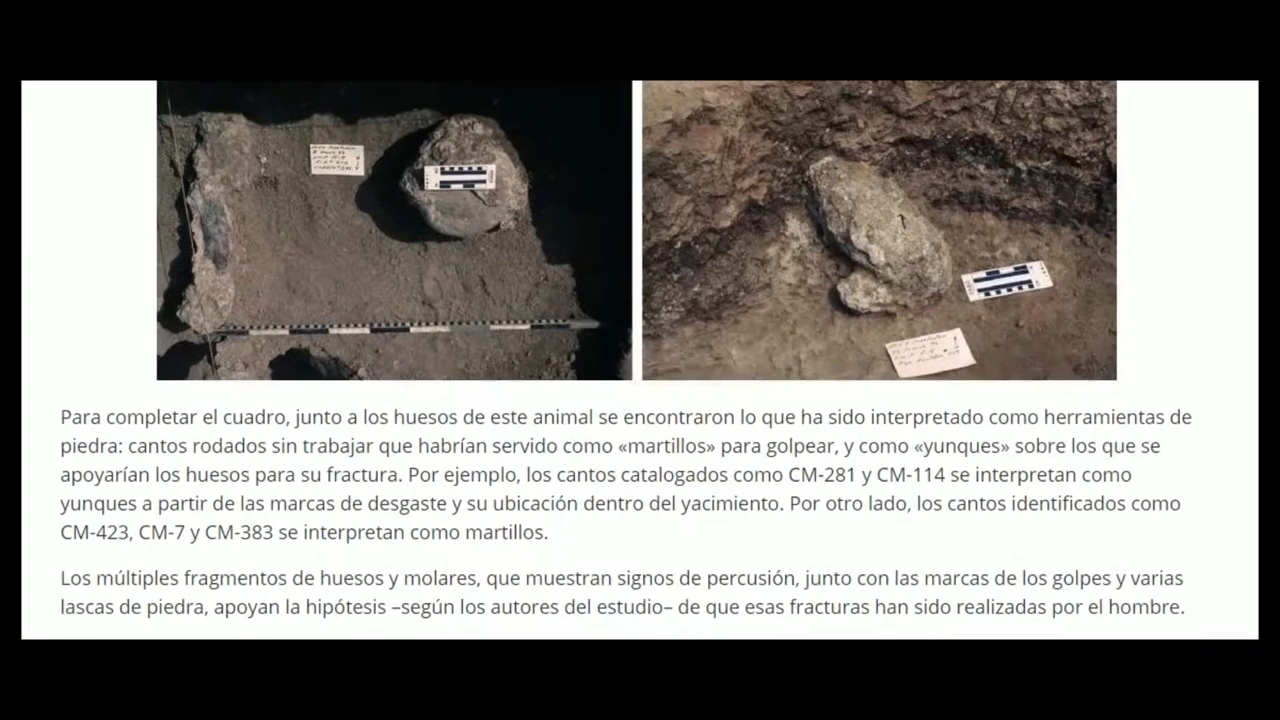 Para completar el cuadro, junto a los huesos de este animal se encontraron lo que ha sido interpretado como herramientas de
piedra: cantos rodados sin trabajar que habrían servido como «martillos» para golpear, y como «yunques» sobre los que se
apoyarían los huesos para su fractura. Por ejemplo, los cantos catalogados como CM-281 y CM-114 se interpretan como
yunques a partir de las marcas de desgaste y su ubicación dentro del yacimiento. Por otro lado, los cantos identificados como
CM-423, CM-7 y CM-383 se interpretan como martillos.
Los múltiples fragmentos de huesos y molares, que muestran signos de percusión, junto con las marcas de los golpes y varias
lascas de piedra, apoyan la hipótesis –según los autores del estudio– de que esas fracturas han sido realizadas por el hombre.